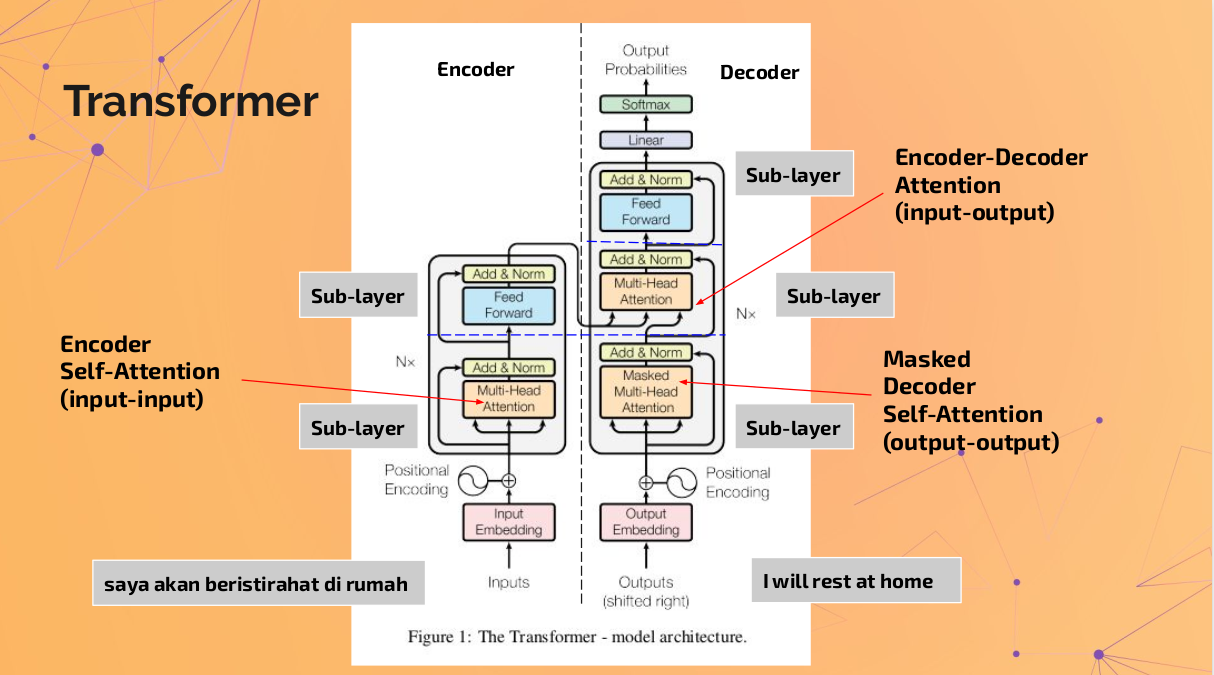 Transformer
Encoder
Decoder
Output
Probabilities
Softmax
Linear
Add & Norm
Feed
Forward
Sub-layer
Encoder-Decoder
Attention
(input-output)
Add & Norm
Multi-Head
Attention
Sub-layer
N×
Add & Norm
Masked
Multi-Head
Attention
Sub-layer
Masked
Decoder
Self-Attention
(output-output)
Sub-layer
Add & Norm
Feed
Forward
Encoder
Self-Attention
(input-input)
N×
Add & Norm
Multi-Head
Attention
Sub-layer
Positional
Encoding
Positional
Encoding
Input
Embedding
Output
Embedding
saya akan beristirahat di rumah
Inputs
Outputs
(shifted right)
I will rest at home
Figure 1: The Transformer - model architecture.